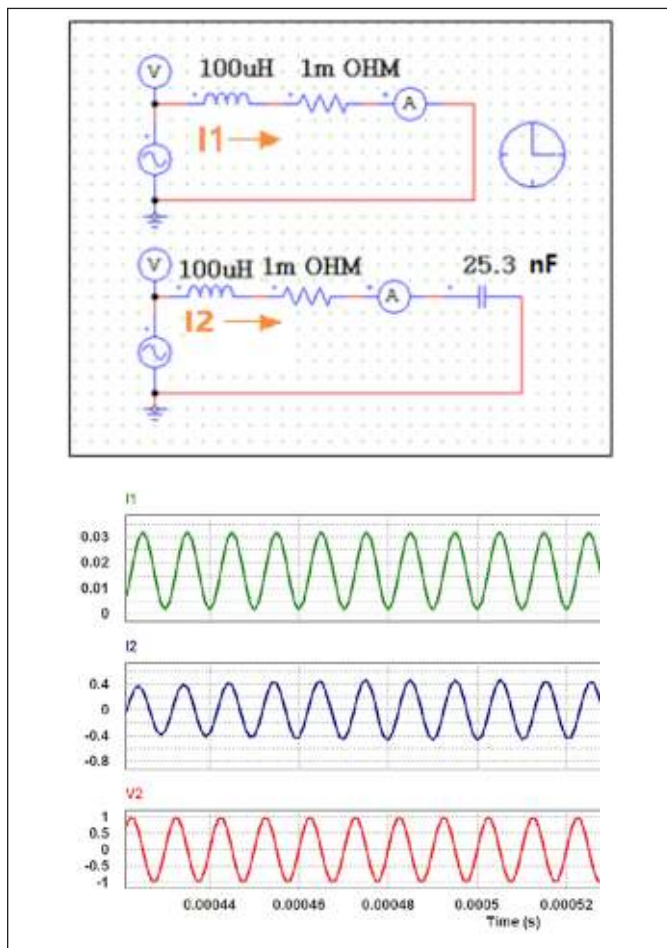 V
100uH 1m OHM
A
I1
V
100uH 1m OHM
25.3 nF
A
I2
I1
0.03
0.02
0.01
0
I2
0.4
0
-0.4
-0.8
V2
1
0.5
0
-0.5
-1
0.00044 0.00046 0.00048 0.0005 0.00052
Time (s)